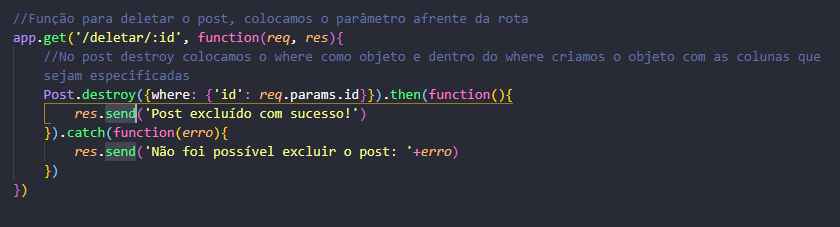 //Função para deletar o post, colocamos o parâmetro afrente da rota
app.get('/deletar/:id', function(req, res){
//No post destroy colocamos o where como objeto e dentro do where criamos o objeto com as colunas que
sejam especificadas
Post.destroy({where: {'id': req.params.id}}).then(function(){
res.send('Post excluído com sucesso!')
}).catch(function(erro){
res.send('Não foi possível excluir o post: '+erro)
})
})